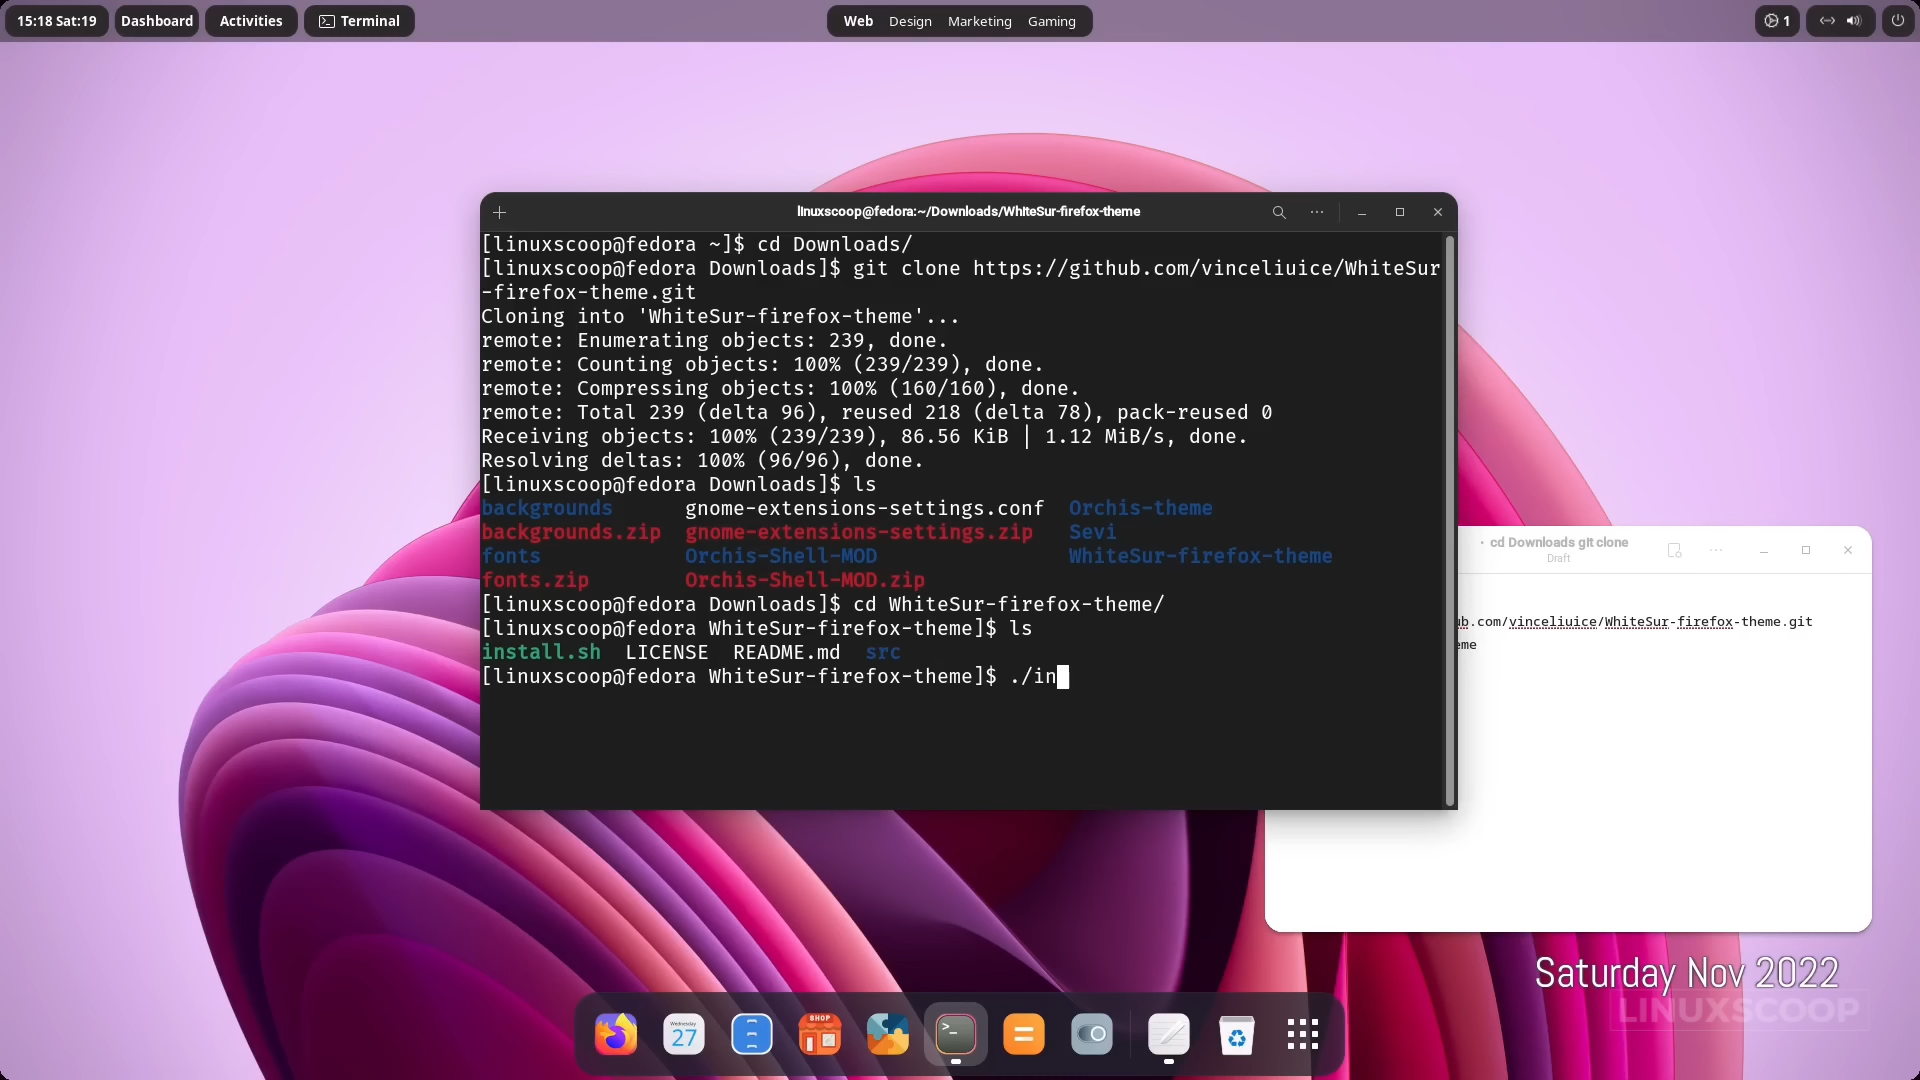 15:18 Sat:19
Dashboard
Activities
Terminal
Web
Design
Marketing
Gaming
1
linuxscoop@fedora:~/Downloads/WhiteSur-firefox-theme
[linuxscoop@fedora ~]$ cd Downloads/
[linuxscoop@fedora Downloads]$ git clone https://github.com/vinceliuice/WhiteSur
-firefox-theme.git
Cloning into 'WhiteSur-firefox-theme'...
remote: Enumerating objects: 239, done.
remote: Counting objects: 100% (239/239), done.
remote: Compressing objects: 100% (160/160), done.
remote: Total 239 (delta 96), reused 218 (delta 78), pack-reused 0
Receiving objects: 100% (239/239), 86.56 KiB | 1.12 MiB/s, done.
Resolving deltas: 100% (96/96), done.
[linuxscoop@fedora Downloads]$ ls
backgrounds gnome-extensions-settings.conf Orchis-theme
backgrounds.zip gnome-extensions-settings.zip Sevi
fonts Orchis-Shell-MOD WhiteSur-firefox-theme
fonts.zip Orchis-Shell-MOD.zip
[linuxscoop@fedora Downloads]$ cd WhiteSur-firefox-theme/
[linuxscoop@fedora WhiteSur-firefox-theme]$ ls
install.sh LICENSE README.md src
[linuxscoop@fedora WhiteSur-firefox-theme]$ ./in
• cd Downloads git clone
Draft
ub.com/vinceliuice/WhiteSur-firefox-theme.git
eme
Saturday Nov 2022
LINUXSCOOP
Wednesday
27
SHOP